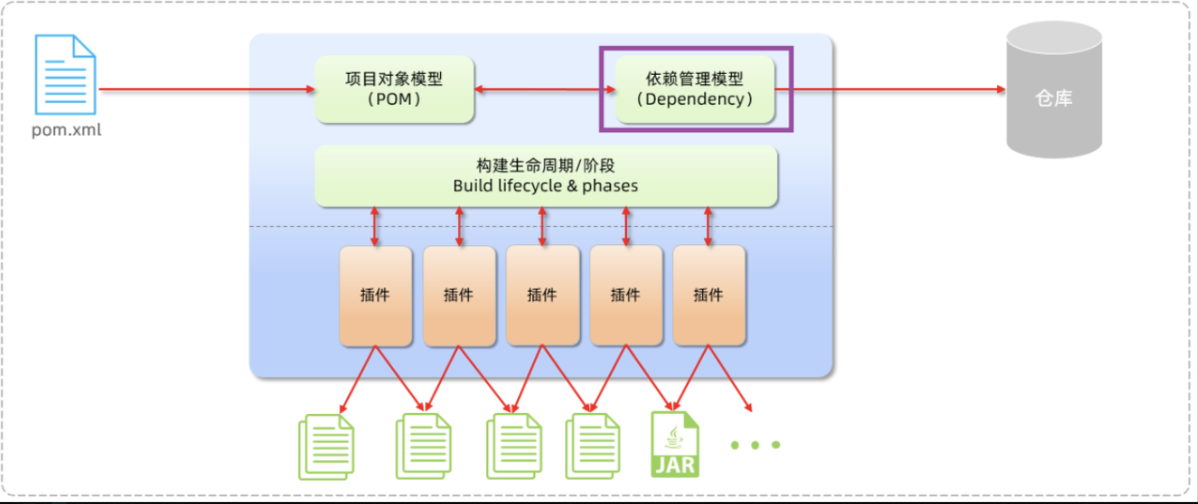 pom.xml
项目对象模型
（POM）
依赖管理模型
（Dependency）
仓库
构建生命周期/阶段
Build lifecycle & phases
插件
插件
插件
插件
插件
JAR